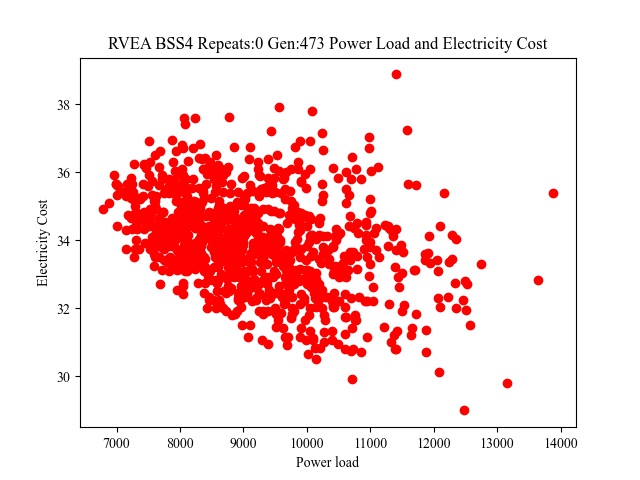 RVEA BSS4 Repeats:0 Gen:473 Power Load and Electricity Cost
38
36
34
32
30
Electricity Cost
7000 8000 9000 10000 11000 12000 13000 14000
Power load